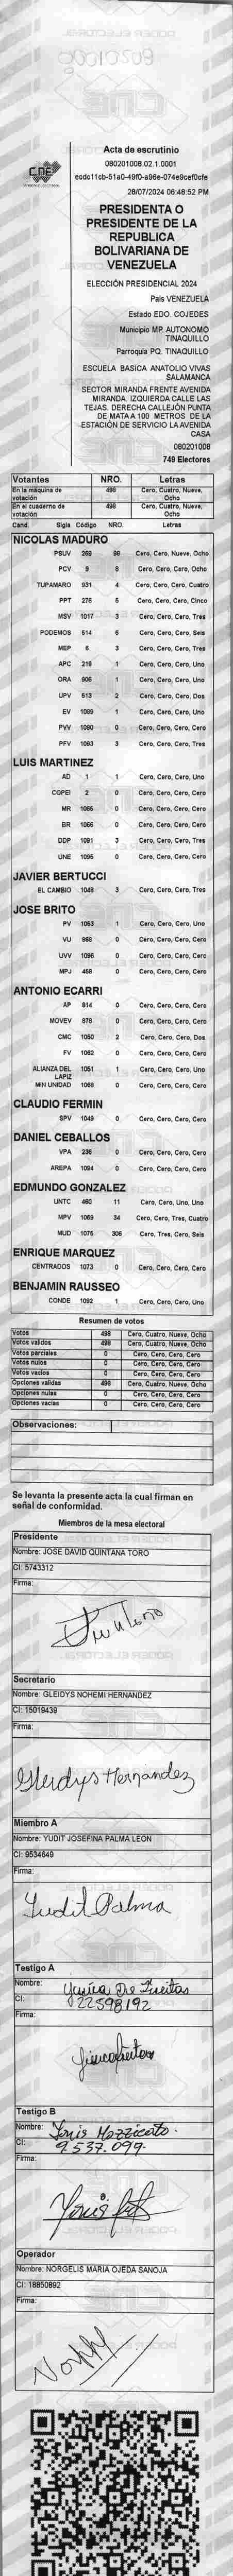 00010209
CNE
Acta de escrutinio
080201008.02.1.0001
ecdc11cb-51a0-49f0-a96e-074e9cef0cfe
28/07/2024 06:48:52 PM
PRESIDENTA O
PRESIDENTE DE LA
REPUBLICA
BOLIVARIANA DE
VENEZUELA
ELECCIÓN PRESIDENCIAL 2024
Pais VENEZUELA
Estado EDO. COJEDES
Municipio MP. AUTONOMO
TINAQUILLO
Parroquia PQ. TINAQUILLO
ESCUELA BASICA ANATOLIO VIVAS
SALAMANCA
SECTOR MIRANDA FRENTE AVENIDA
MIRANDA. IZQUIERDA CALLE LAS
TEJAS. DERECHA CALLEJÓN PUNTA
DE MATA A 100 METROS DE LA
ESTACIÓN DE SERVICIO LA AVENIDA
CASA
080201008
749 Electores
Votantes NRO. Letras
En la máquina de votación 498 Cero, Cuatro, Nueve, Ocho
En el cuaderno de votación 498 Cero, Cuatro, Nueve, Ocho
Cand. Sigla Código NRO. Letras
NICOLAS MADURO
PSUV 269 98 Cero, Cero, Nueve, Ocho
PCV 9 8 Cero, Cero, Cero, Ocho
TUPAMARO 931 4 Cero, Cero, Cero, Cuatro
PPT 276 5 Cero, Cero, Cero, Cinco
MSV 1017 3 Cero, Cero, Cero, Tres
PODEMOS 514 6 Cero, Cero, Cero, Seis
MEP 6 3 Cero, Cero, Cero, Tres
APC 219 1 Cero, Cero, Cero, Uno
ORA 906 1 Cero, Cero, Cero, Uno
UPV 613 2 Cero, Cero, Cero, Dos
EV 1089 1 Cero, Cero, Cero, Uno
PVV 1090 0 Cero, Cero, Cero, Cero
PFV 1093 3 Cero, Cero, Cero, Tres
LUIS MARTINEZ
AD 1 1 Cero, Cero, Cero, Uno
COPEI 2 0 Cero, Cero, Cero, Cero
MR 1065 0 Cero, Cero, Cero, Cero
BR 1066 0 Cero, Cero, Cero, Cero
DDP 1091 3 Cero, Cero, Cero, Tres
UNE 1095 0 Cero, Cero, Cero, Cero
JAVIER BERTUCCI
EL CAMBIO 1048 3 Cero, Cero, Cero, Tres
JOSE BRITO
PV 1053 1 Cero, Cero, Cero, Uno
VU 868 0 Cero, Cero, Cero, Cero
UVV 1096 0 Cero, Cero, Cero, Cero
MPJ 458 0 Cero, Cero, Cero, Cero
ANTONIO ECARRI
AP 814 0 Cero, Cero, Cero, Cero
MOVEV 878 0 Cero, Cero, Cero, Cero
CMC 1050 2 Cero, Cero, Cero, Dos
FV 1062 0 Cero, Cero, Cero, Cero
ALIANZA DEL LAPIZ 1051 1 Cero, Cero, Cero, Uno
MIN UNIDAD 1068 0 Cero, Cero, Cero, Cero
CLAUDIO FERMIN
SPV 1049 0 Cero, Cero, Cero, Cero
DANIEL CEBALLOS
VPA 236 0 Cero, Cero, Cero, Cero
AREPA 1094 0 Cero, Cero, Cero, Cero
EDMUNDO GONZALEZ
UNTC 460 11 Cero, Cero, Uno, Uno
MPV 1069 34 Cero, Cero, Tres, Cuatro
MUD 1075 306 Cero, Tres, Cero, Seis
ENRIQUE MARQUEZ
CENTRADOS 1073 0 Cero, Cero, Cero, Cero
BENJAMIN RAUSSEO
CONDE 1092 1 Cero, Cero, Cero, Uno
Resumen de votos
Votos 498 Cero, Cuatro, Nueve, Ocho
Votos validos 498 Cero, Cuatro, Nueve, Ocho
Votos parciales 0 Cero, Cero, Cero, Cero
Votos nulos 0 Cero, Cero, Cero, Cero
Votos vacios 0 Cero, Cero, Cero, Cero
Opciones validas 498 Cero, Cuatro, Nueve, Ocho
Opciones nulas 0 Cero, Cero, Cero, Cero
Opciones vacias 0 Cero, Cero, Cero, Cero
Observaciones:
Se levanta la presente acta la cual firman en
señal de conformidad.
Miembros de la mesa electoral
Presidente
Nombre: JOSE DAVID QUINTANA TORO
CI: 5743312
Firma:
Secretario
Nombre: GLEIDYS NOHEMI HERNANDEZ
CI: 15019439
Firma:
Gleidys Hernandez
Miembro A
Nombre: YUDIT JOSEFINA PALMA LEON
CI: 9534649
Firma:
Yudit Palma
Testigo A
Nombre: Yesica De Freitas
CI: 22598192
Firma:
Testigo B
Nombre:
CI: 9.537.099.
Firma:
Operador
Nombre: NORGELIS MARIA OJEDA SANOJA
CI: 18850892
Firma: